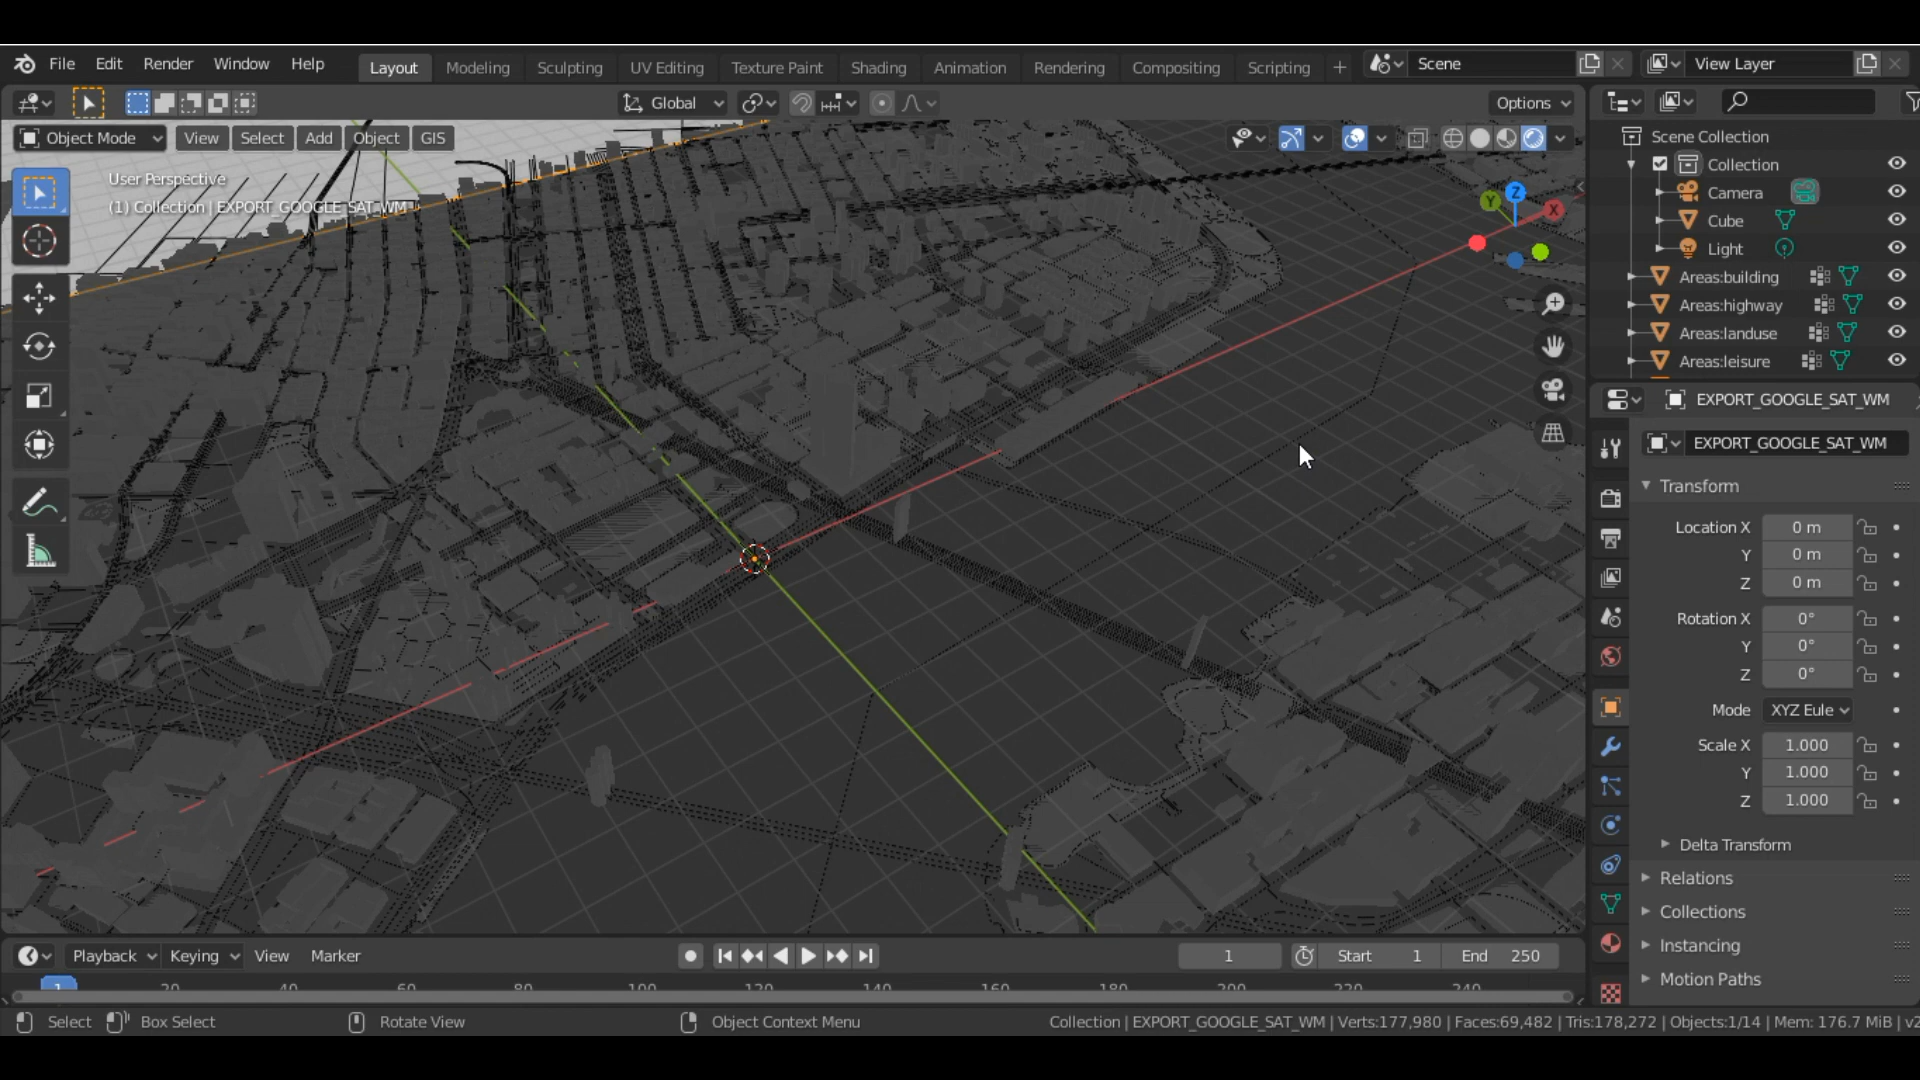 File Edit Render Window Help Layout Modeling Sculpting UV Editing Texture Paint Shading Animation Rendering Compositing Scripting + Scene View Layer
Global Options
Object Mode View Select Add Object GIS
User Perspective
(1) Collection | EXPORT_GOOGLE_SAT_WM
Z
Y
X
Scene Collection
Collection
Camera
Cube
Light
Areas:building
Areas:highway
Areas:landuse
Areas:leisure
EXPORT_GOOGLE_SAT_WM
EXPORT_GOOGLE_SAT_WM
Transform
Location X 0 m
Y 0 m
Z 0 m
Rotation X 0°
Y 0°
Z 0°
Mode XYZ Eule
Scale X 1.000
Y 1.000
Z 1.000
Delta Transform
Relations
Collections
Instancing
Motion Paths
Playback Keying View Marker 1 Start 1 End 250
1 20 40 60 80 100 120 140 160 180 200 220 240
Select Box Select Rotate View Object Context Menu Collection | EXPORT_GOOGLE_SAT_WM | Verts:177,980 | Faces:69,482 | Tris:178,272 | Objects:1/14 | Mem: 176.7 MiB | v2